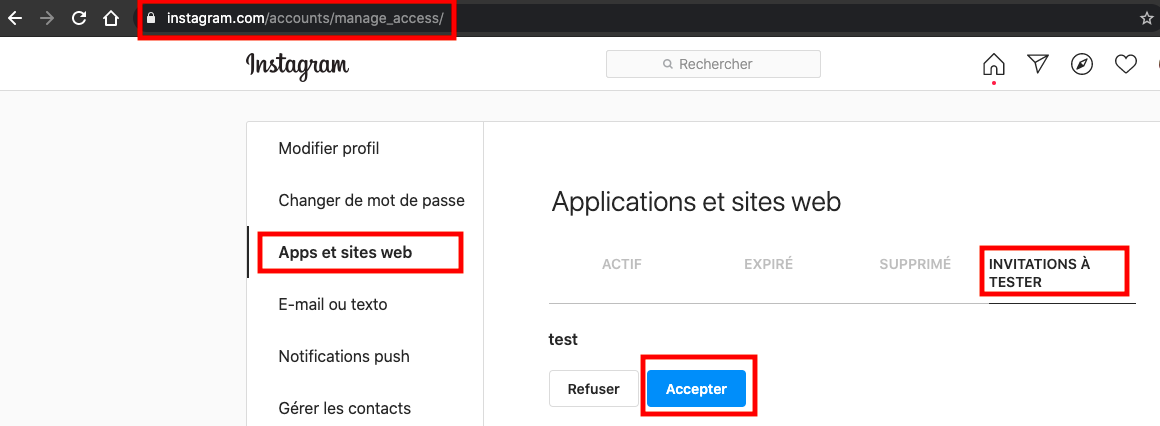 instagram.com/accounts/manage_access/
Instagram
Rechercher
Modifier profil
Changer de mot de passe
Apps et sites web
E-mail ou texto
Notifications push
Gérer les contacts
Applications et sites web
ACTIF
EXPIRÉ
SUPPRIMÉ
INVITATIONS À
TESTER
test
Refuser
Accepter